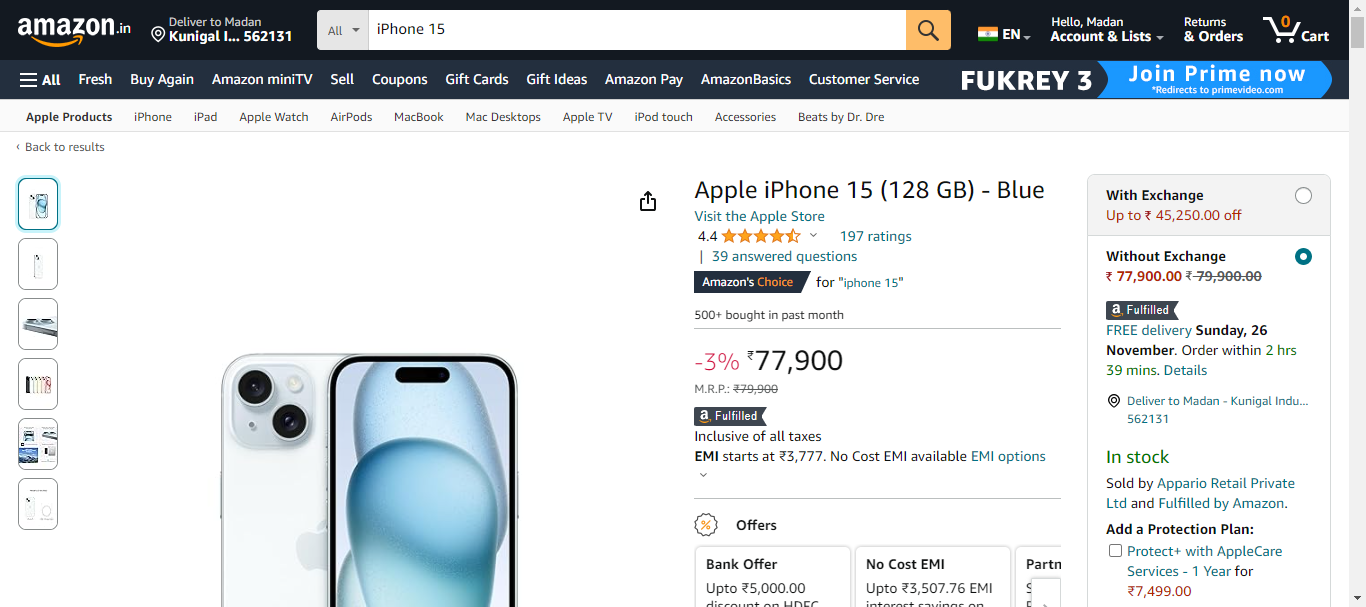 amazon.in
Deliver to Madan
Kunigal I... 562131
All
iPhone 15
EN
Hello, Madan
Account & Lists
Returns
& Orders
0
Cart
All Fresh Buy Again Amazon miniTV Sell Coupons Gift Cards Gift Ideas Amazon Pay AmazonBasics Customer Service
FUKREY 3
Join Prime now
*Redirects to primevideo.com
Apple Products iPhone iPad Apple Watch AirPods MacBook Mac Desktops Apple TV iPod touch Accessories Beats by Dr. Dre
‹ Back to results
Apple iPhone 15 (128 GB) - Blue
Visit the Apple Store
4.4 197 ratings
| 39 answered questions
Amazon's Choice for "iphone 15"
500+ bought in past month
-3% ₹77,900
M.R.P.: ₹79,900
a Fulfilled
Inclusive of all taxes
EMI starts at ₹3,777. No Cost EMI available EMI options
Offers
Bank Offer
Upto ₹5,000.00
discount on HDFC
No Cost EMI
Upto ₹3,507.76 EMI
interest savings on
Partn
With Exchange
Up to ₹ 45,250.00 off
Without Exchange
₹ 77,900.00 ₹ 79,900.00
a Fulfilled
FREE delivery Sunday, 26
November. Order within 2 hrs
39 mins. Details
Deliver to Madan - Kunigal Indu...
562131
In stock
Sold by Appario Retail Private
Ltd and Fulfilled by Amazon.
Add a Protection Plan:
Protect+ with AppleCare
Services - 1 Year for
₹7,499.00